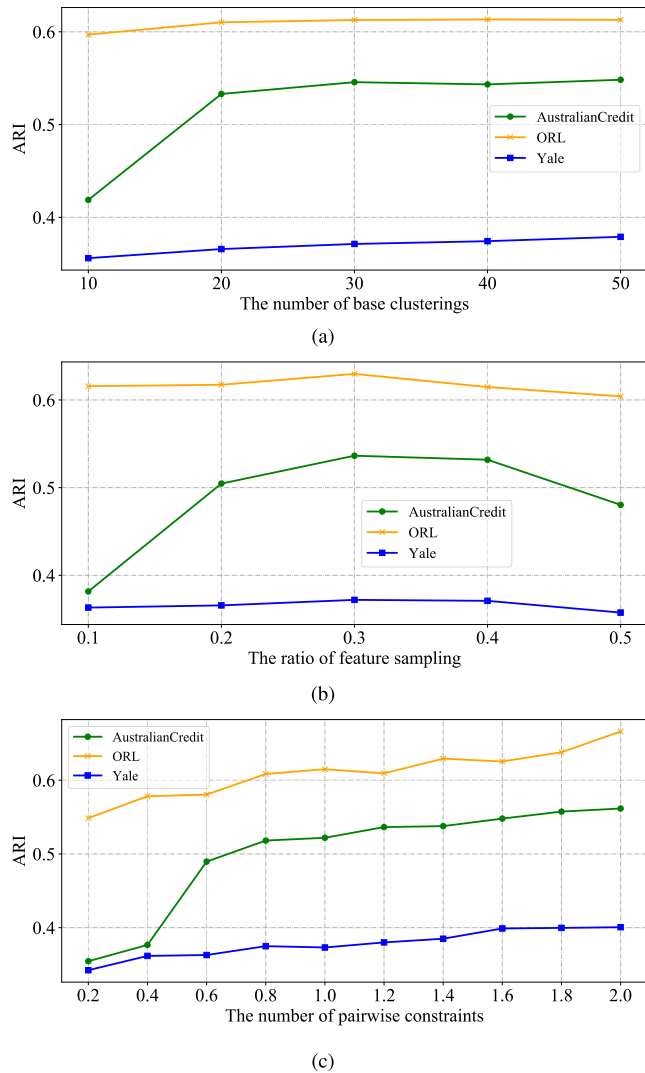 0.6
0.5
0.4
ARI
AustralianCredit
ORL
Yale
10 20 30 40 50
The number of base clusterings
(a)
0.6
0.5
0.4
ARI
AustralianCredit
ORL
Yale
0.1 0.2 0.3 0.4 0.5
The ratio of feature sampling
(b)
AustralianCredit
ORL
Yale
0.6
0.5
0.4
ARI
0.2 0.4 0.6 0.8 1.0 1.2 1.4 1.6 1.8 2.0
The number of pairwise constraints
(c)